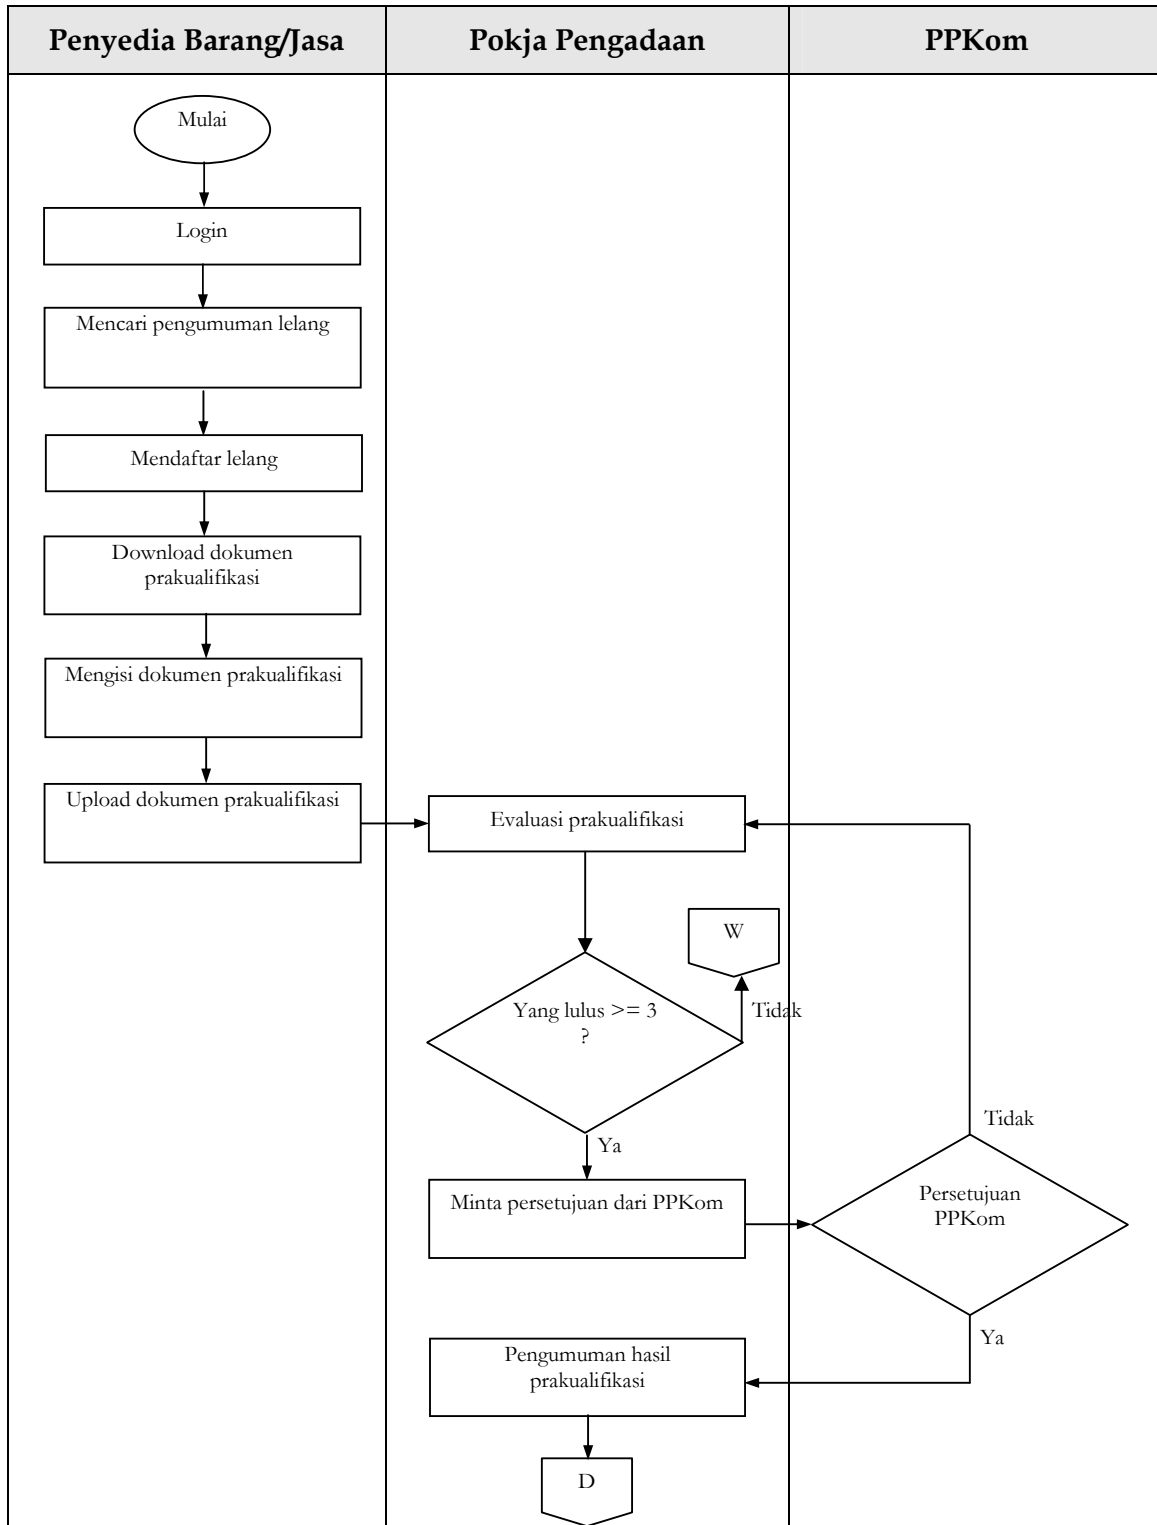 Penyedia Barang/Jasa
Pokja Pengadaan
PPKom
Mulai
Login
Mencari pengumuman lelang
Mendaftar lelang
Download dokumen
prakualifikasi
Mengisi dokumen prakualifikasi
Upload dokumen prakualifikasi
Evaluasi prakualifikasi
W
Yang lulus >= 3
?
Tidak
Ya
Minta persetujuan dari PPKom
Tidak
Persetujuan
PPKom
Ya
Pengumuman hasil
prakualifikasi
D